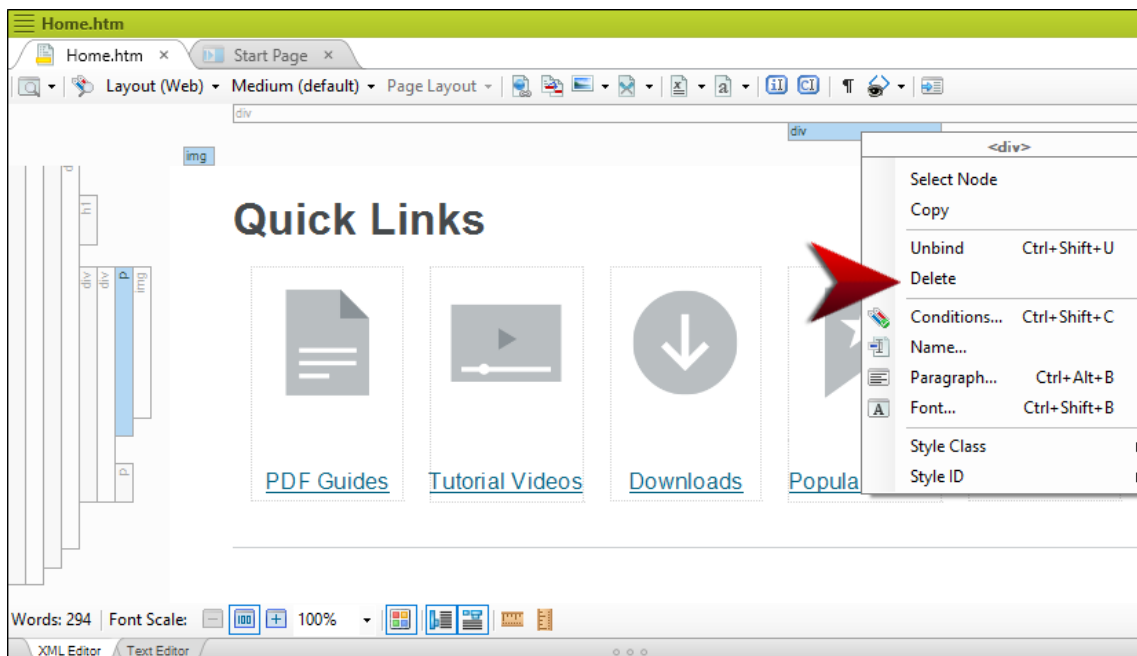 Home.htm
Home.htm × Start Page ×
Layout (Web) Medium (default) Page Layout x a iI CI ¶
div
div
img
<div>
Select Node
Copy
Unbind Ctrl+Shift+U
Delete
Conditions... Ctrl+Shift+C
Name...
Paragraph... Ctrl+Alt+B
A Font... Ctrl+Shift+B
Style Class
Style ID
h1
div div p img
p
Quick Links
PDF Guides Tutorial Videos Downloads Popula
Words: 294 Font Scale: 100 100%
XML Editor Text Editor